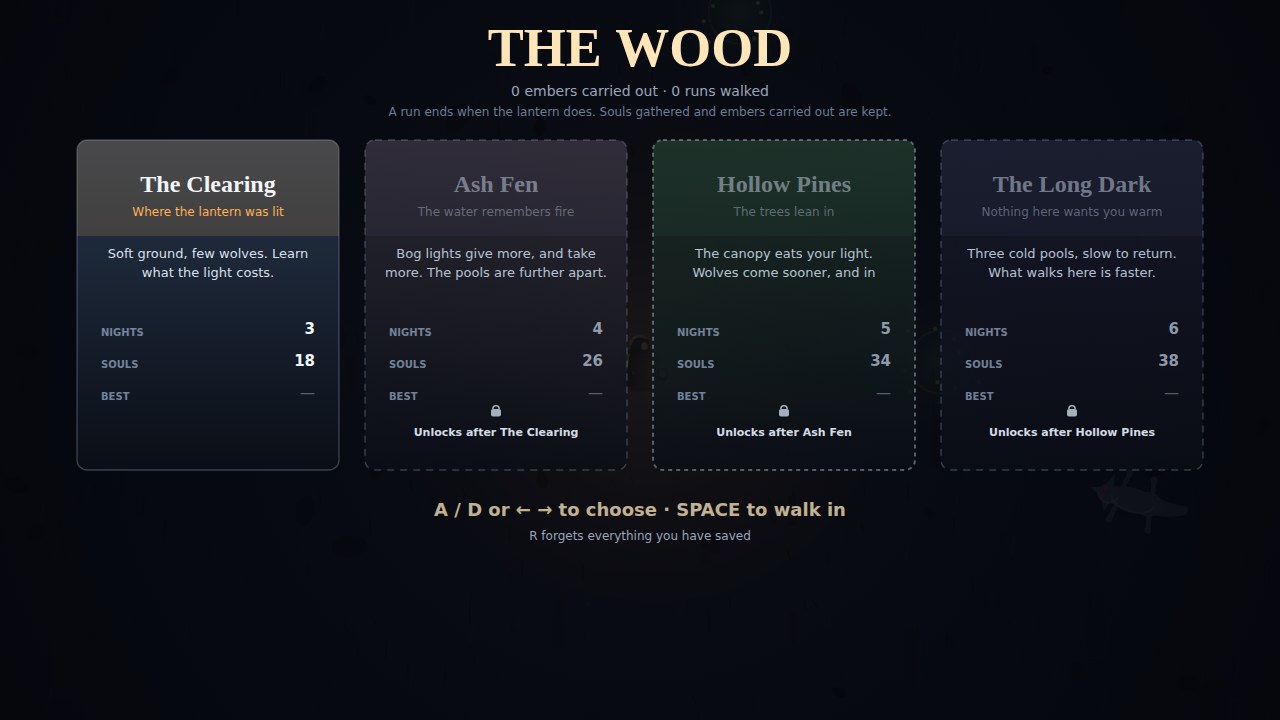 THE WOOD
0 embers carried out · 0 runs walked
A run ends when the lantern does. Souls gathered and embers carried out are kept.
The Clearing
Where the lantern was lit
Soft ground, few wolves. Learn
what the light costs.
NIGHTS 3
SOULS 18
BEST —
Ash Fen
The water remembers fire
Bog lights give more, and take
more. The pools are further apart.
NIGHTS 4
SOULS 26
BEST —
Unlocks after The Clearing
Hollow Pines
The trees lean in
The canopy eats your light.
Wolves come sooner, and in
NIGHTS 5
SOULS 34
BEST —
Unlocks after Ash Fen
The Long Dark
Nothing here wants you warm
Three cold pools, slow to return.
What walks here is faster.
NIGHTS 6
SOULS 38
BEST —
Unlocks after Hollow Pines
A / D or ← → to choose · SPACE to walk in
R forgets everything you have saved